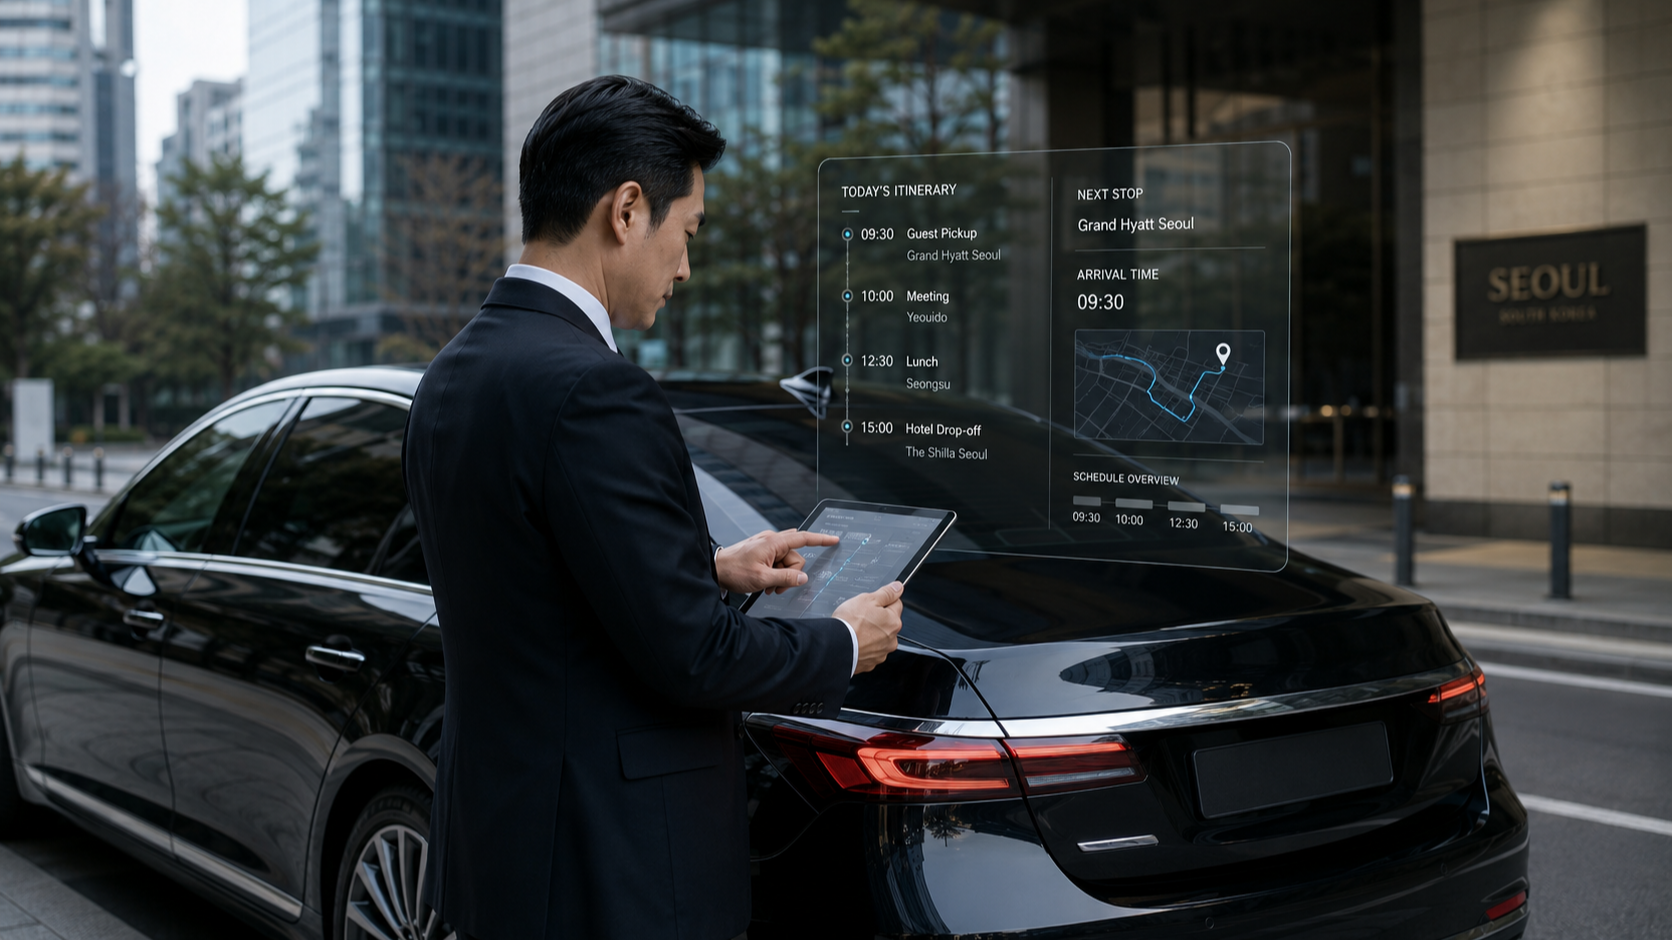 TODAY'S ITINERARY
09:30 Guest Pickup
Grand Hyatt Seoul
10:00 Meeting
Yeouido
12:30 Lunch
Seongsu
15:00 Hotel Drop-off
The Shilla Seoul
NEXT STOP
Grand Hyatt Seoul
ARRIVAL TIME
09:30
SCHEDULE OVERVIEW
09:30 10:00 12:30 15:00
SEOUL
SOUTH KOREA